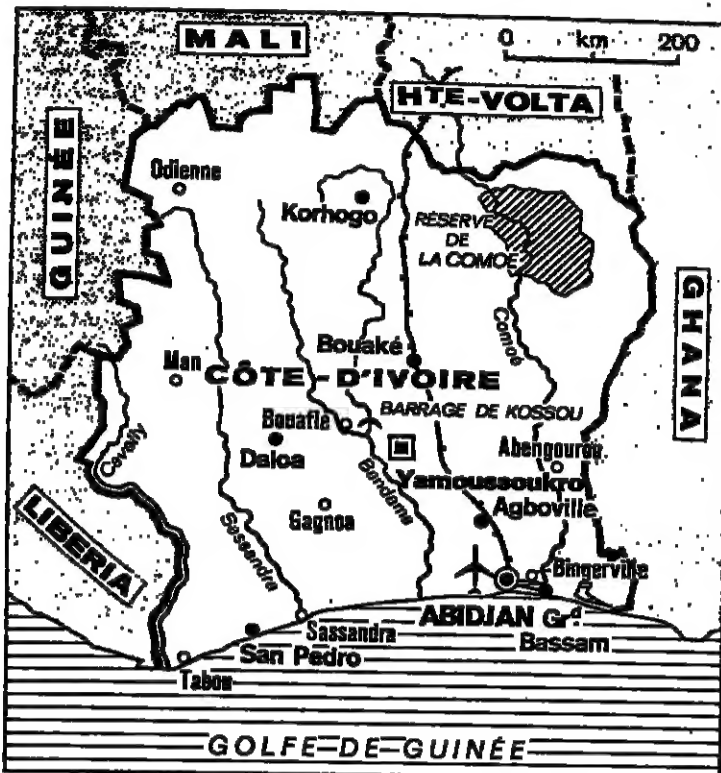 MALI
0 km 200
HTE-VOLTA
GUINÉE
Odienne
Korhogo
RÉSERVE
DE
LA COMOÉ
GHANA
Comoé
Bouaké
Man
CÔTE-D'IVOIRE
BARRAGE DE KOSSOU
Bouaflé
Abengourou
Daloa
Yamoussoukro
Cavally
Bandama
Agboville
Gagnoa
Sassandra
LIBERIA
Bingerville
ABIDJAN Grd
Bassam
Sassandra
San Pedro
Tabou
GOLFE-DE-GUINÉE